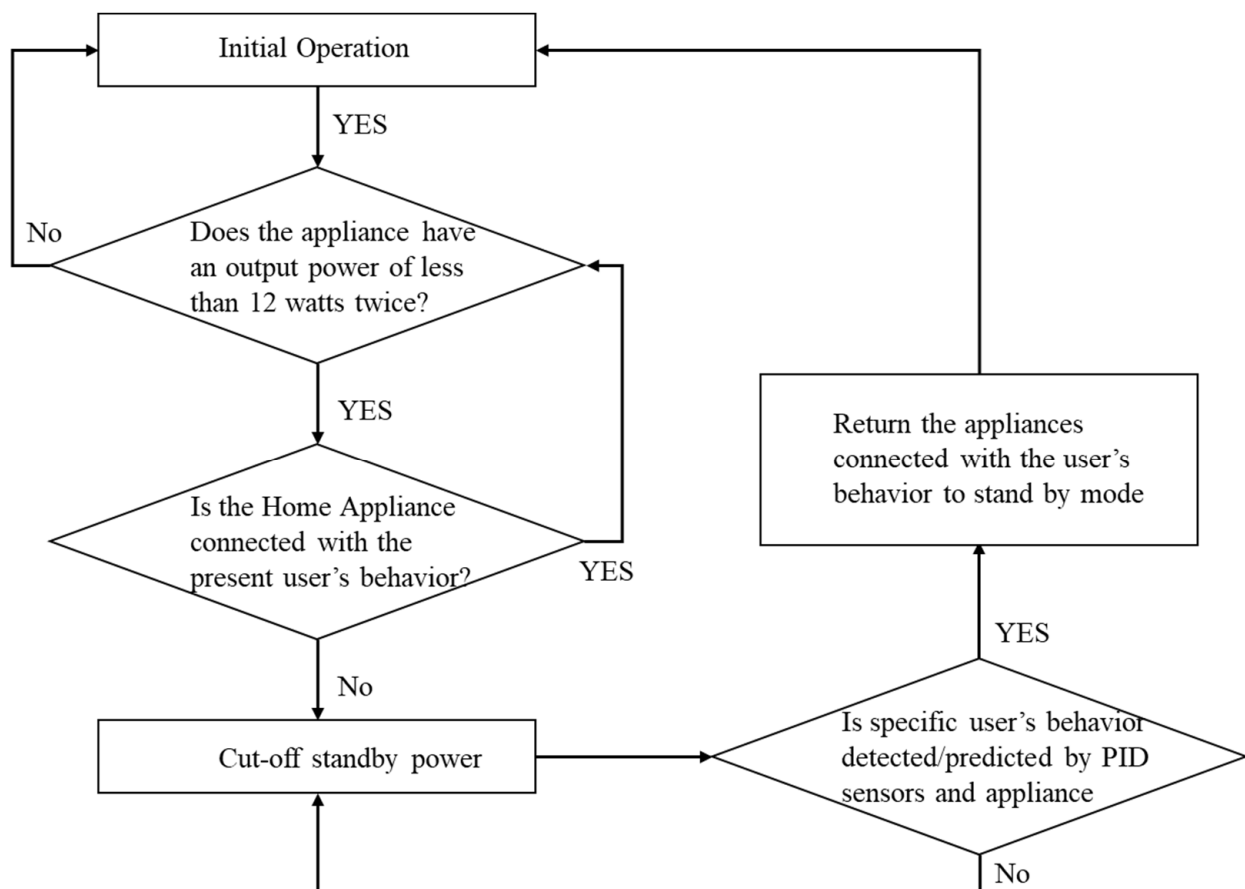 Initial Operation
YES
No
Does the appliance have
an output power of less
than 12 watts twice?
YES
Is the Home Appliance
connected with the
present user's behavior?
YES
No
Cut-off standby power
Return the appliances
connected with the user's
behavior to stand by mode
YES
Is specific user's behavior
detected/predicted by PID
sensors and appliance
No